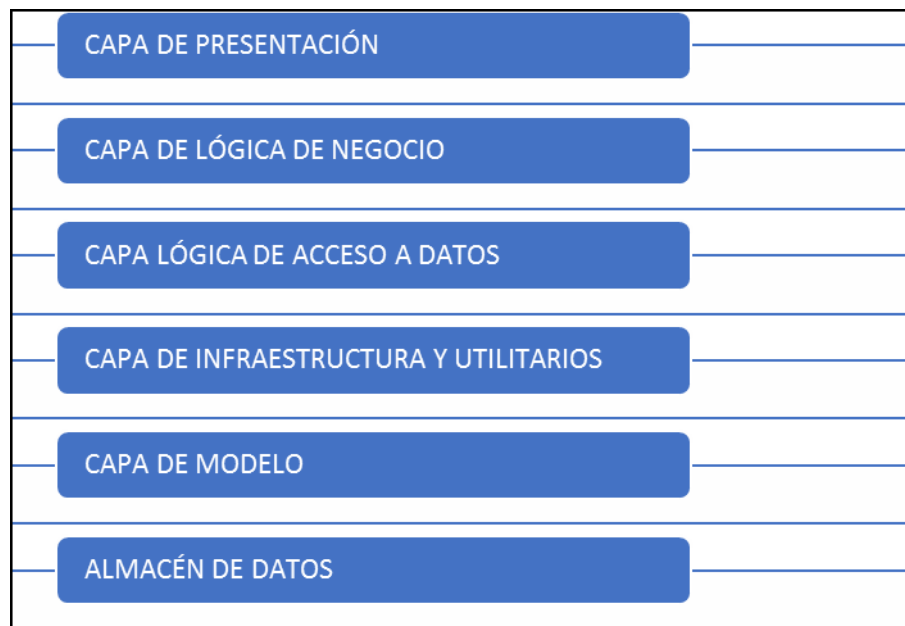 CAPA DE PRESENTACIÓN
CAPA DE LÓGICA DE NEGOCIO
CAPA LÓGICA DE ACCESO A DATOS
CAPA DE INFRAESTRUCTURA Y UTILITARIOS
CAPA DE MODELO
ALMACÉN DE DATOS